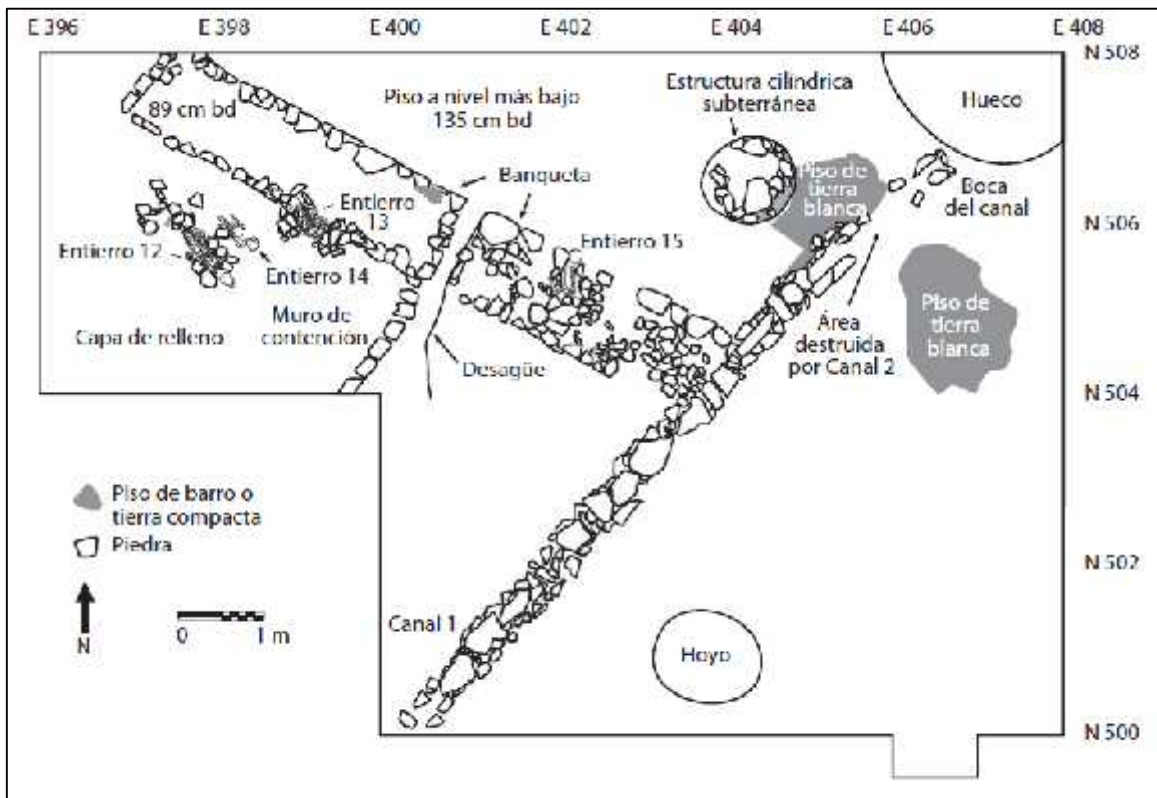 E 396 E 398 E 400 E 402 E 404 E 406 E 408
N 508
Estructura cilíndrica
subterránea
Hueco
Piso a nivel más bajo
135 cm bd
89 cm bd
Banqueta
Piso de
tierra
blanca
Boca
del canal
Entierro
13
N 506
Entierro 15
Entierro 12
Entierro 14
Muro de
contención
Capa de relleno
Piso de
tierra
blanca
Área
destruida
por Canal 2
Desagüe
N 504
Piso de barro o
tierra compacta
Piedra
N 502
N
0 1 m
Canal 1
Hoyo
N 500